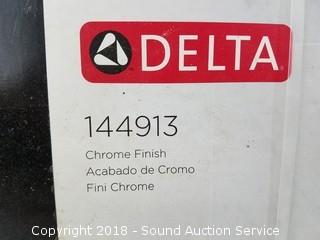 DELTA
144913
Chrome Finish
Acabado de Cromo
Fini Chrome
Copyright 2018 - Sound Auction Service